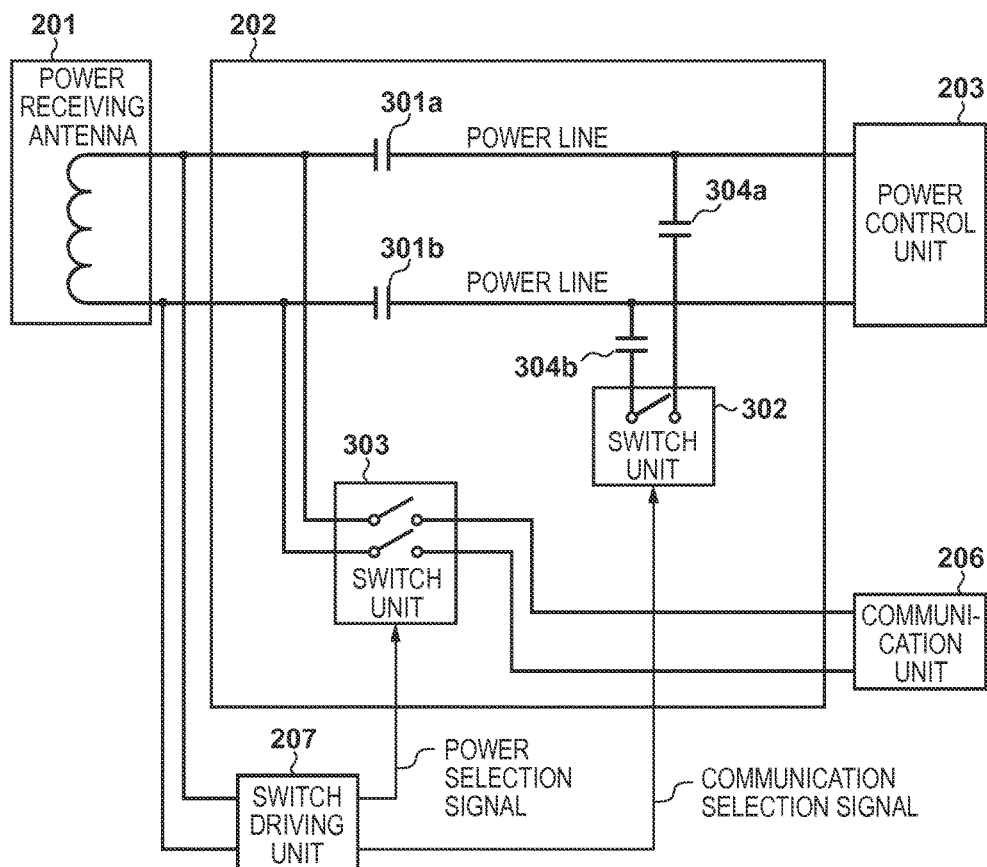 201
202
203
POWER
RECEIVING
ANTENNA
301a
POWER LINE
304a
POWER
CONTROL
UNIT
301b
POWER LINE
304b
302
SWITCH
UNIT
303
SWITCH
UNIT
206
COMMUNI-
CATION
UNIT
207
SWITCH
DRIVING
UNIT
POWER
SELECTION
SIGNAL
COMMUNICATION
SELECTION SIGNAL